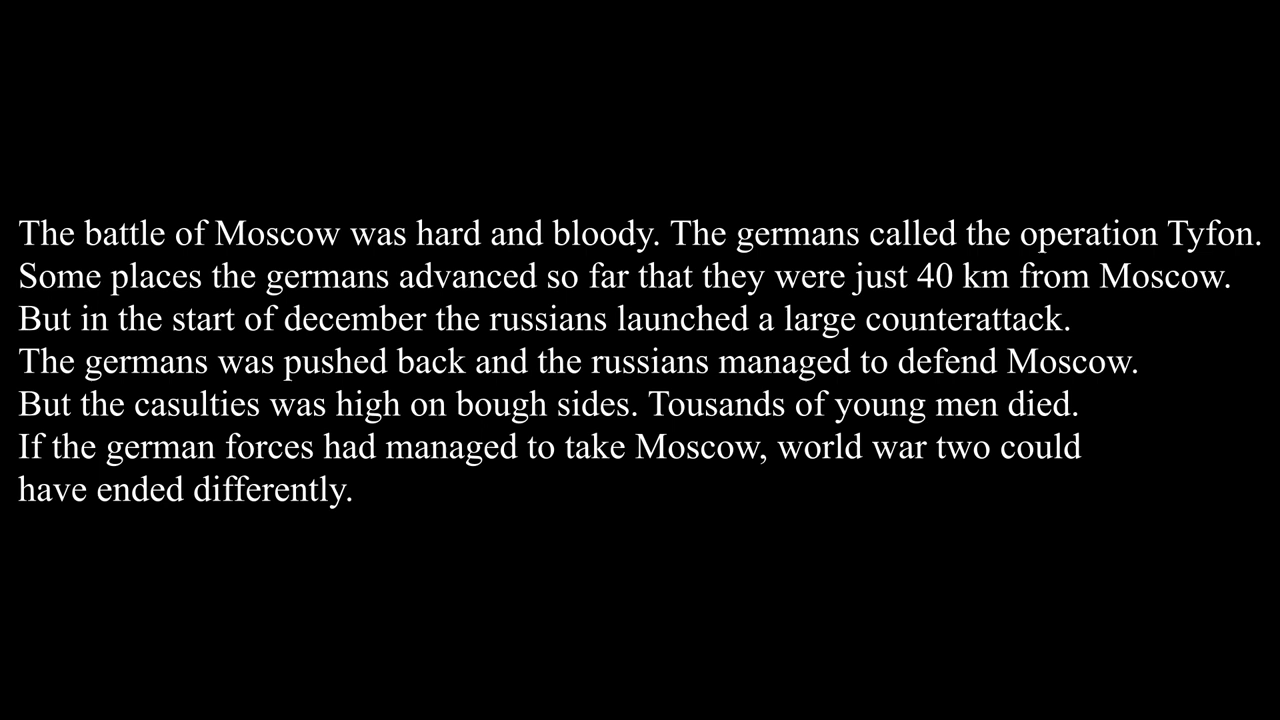 The battle of Moscow was hard and bloody. The germans called the operation Tyfon.
Some places the germans advanced so far that they were just 40 km from Moscow.
But in the start of december the russians launched a large counterattack.
The germans was pushed back and the russians managed to defend Moscow.
But the casulties was high on bough sides. Tousands of young men died.
If the german forces had managed to take Moscow, world war two could
have ended differently.